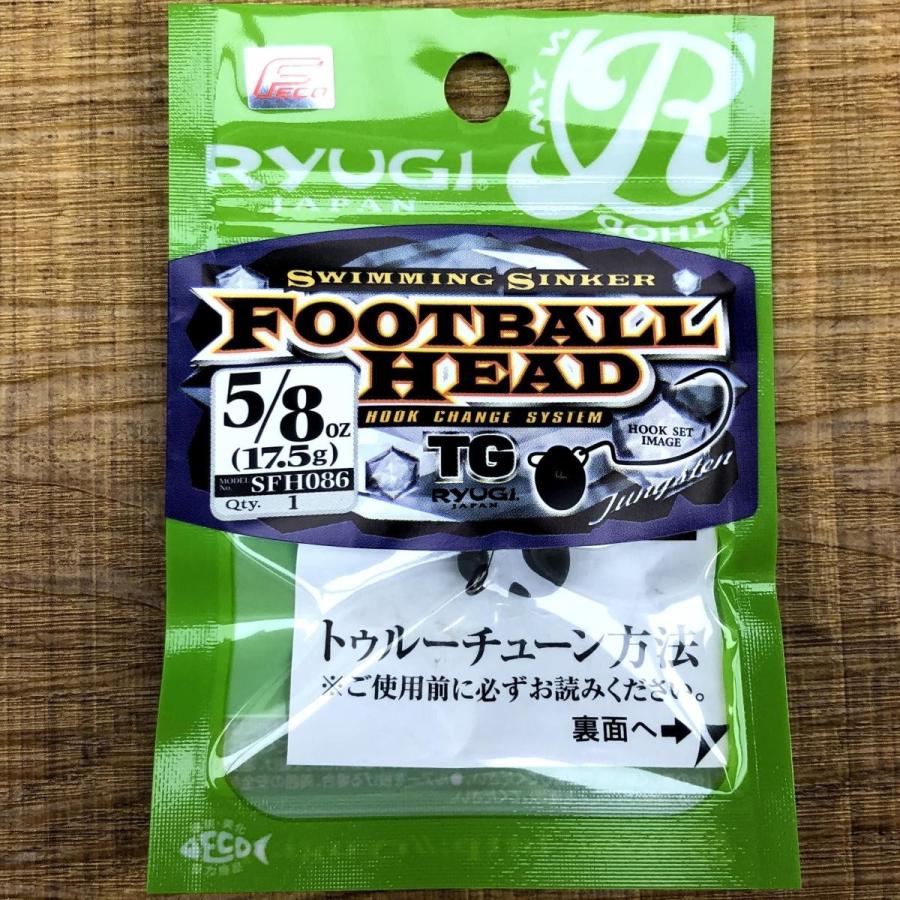 FECO
RYUGI®
JAPAN
R
METHOD
SWIMMING SINKER
FOOTBALL
HEAD
HOOK CHANGE SYSTEM
5/8oz
(17.5g)
MODEL No. SFH086
Qty. 1
TG
RYUGI
JAPAN
HOOK SET
IMAGE
Tungsten
トゥルーチューン方法
※ご使用前に必ずお読みください。
裏面へ➡
ECO